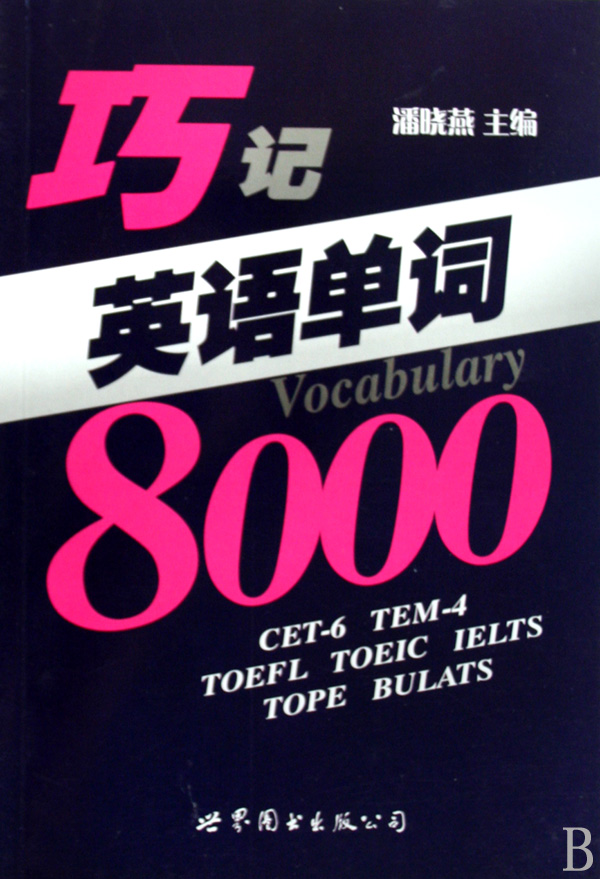 巧记
潘晓燕 主编
英语单词
Vocabulary
8000
CET-6 TEM-4
TOEFL TOEIC IELTS
TOPE BULATS
世界图书出版公司
B